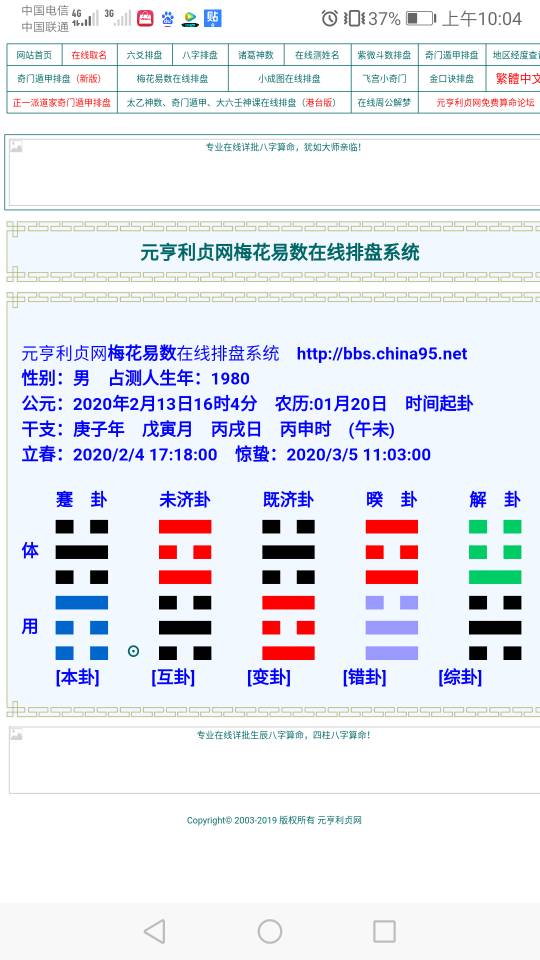 中国电信 4G 3G 37% 上午10:04
中国联通
网站首页 在线取名 六爻排盘 八字排盘 诸葛神数 在线测姓名 紫微斗数排盘 奇门遁甲排盘 地区经度查
奇门遁甲排盘（新版） 梅花易数在线排盘 小成图在线排盘 飞宫小奇门 金口诀排盘 繁體中文
正一派道家奇门遁甲排盘 太乙神数、奇门遁甲、大六壬神课在线排盘（港台版） 在线周公解梦 元亨利贞网免费算命论坛
专业在线详批八字算命，犹如大师亲临！
元亨利贞网梅花易数在线排盘系统
元亨利贞网梅花易数在线排盘系统 http://bbs.china95.net
性别：男 占测人生年：1980
公元：2020年2月13日16时4分 农历:01月20日 时间起卦
干支：庚子年 戊寅月 丙戌日 丙申时 (午未)
立春：2020/2/4 17:18:00 惊蛰：2020/3/5 11:03:00
蹇 卦 未济卦 既济卦 睽 卦 解 卦
体
用
[本卦] [互卦] [变卦] [错卦] [综卦]
专业在线详批生辰八字算命，四柱八字算命！
Copyright© 2003-2019 版权所有 元亨利贞网